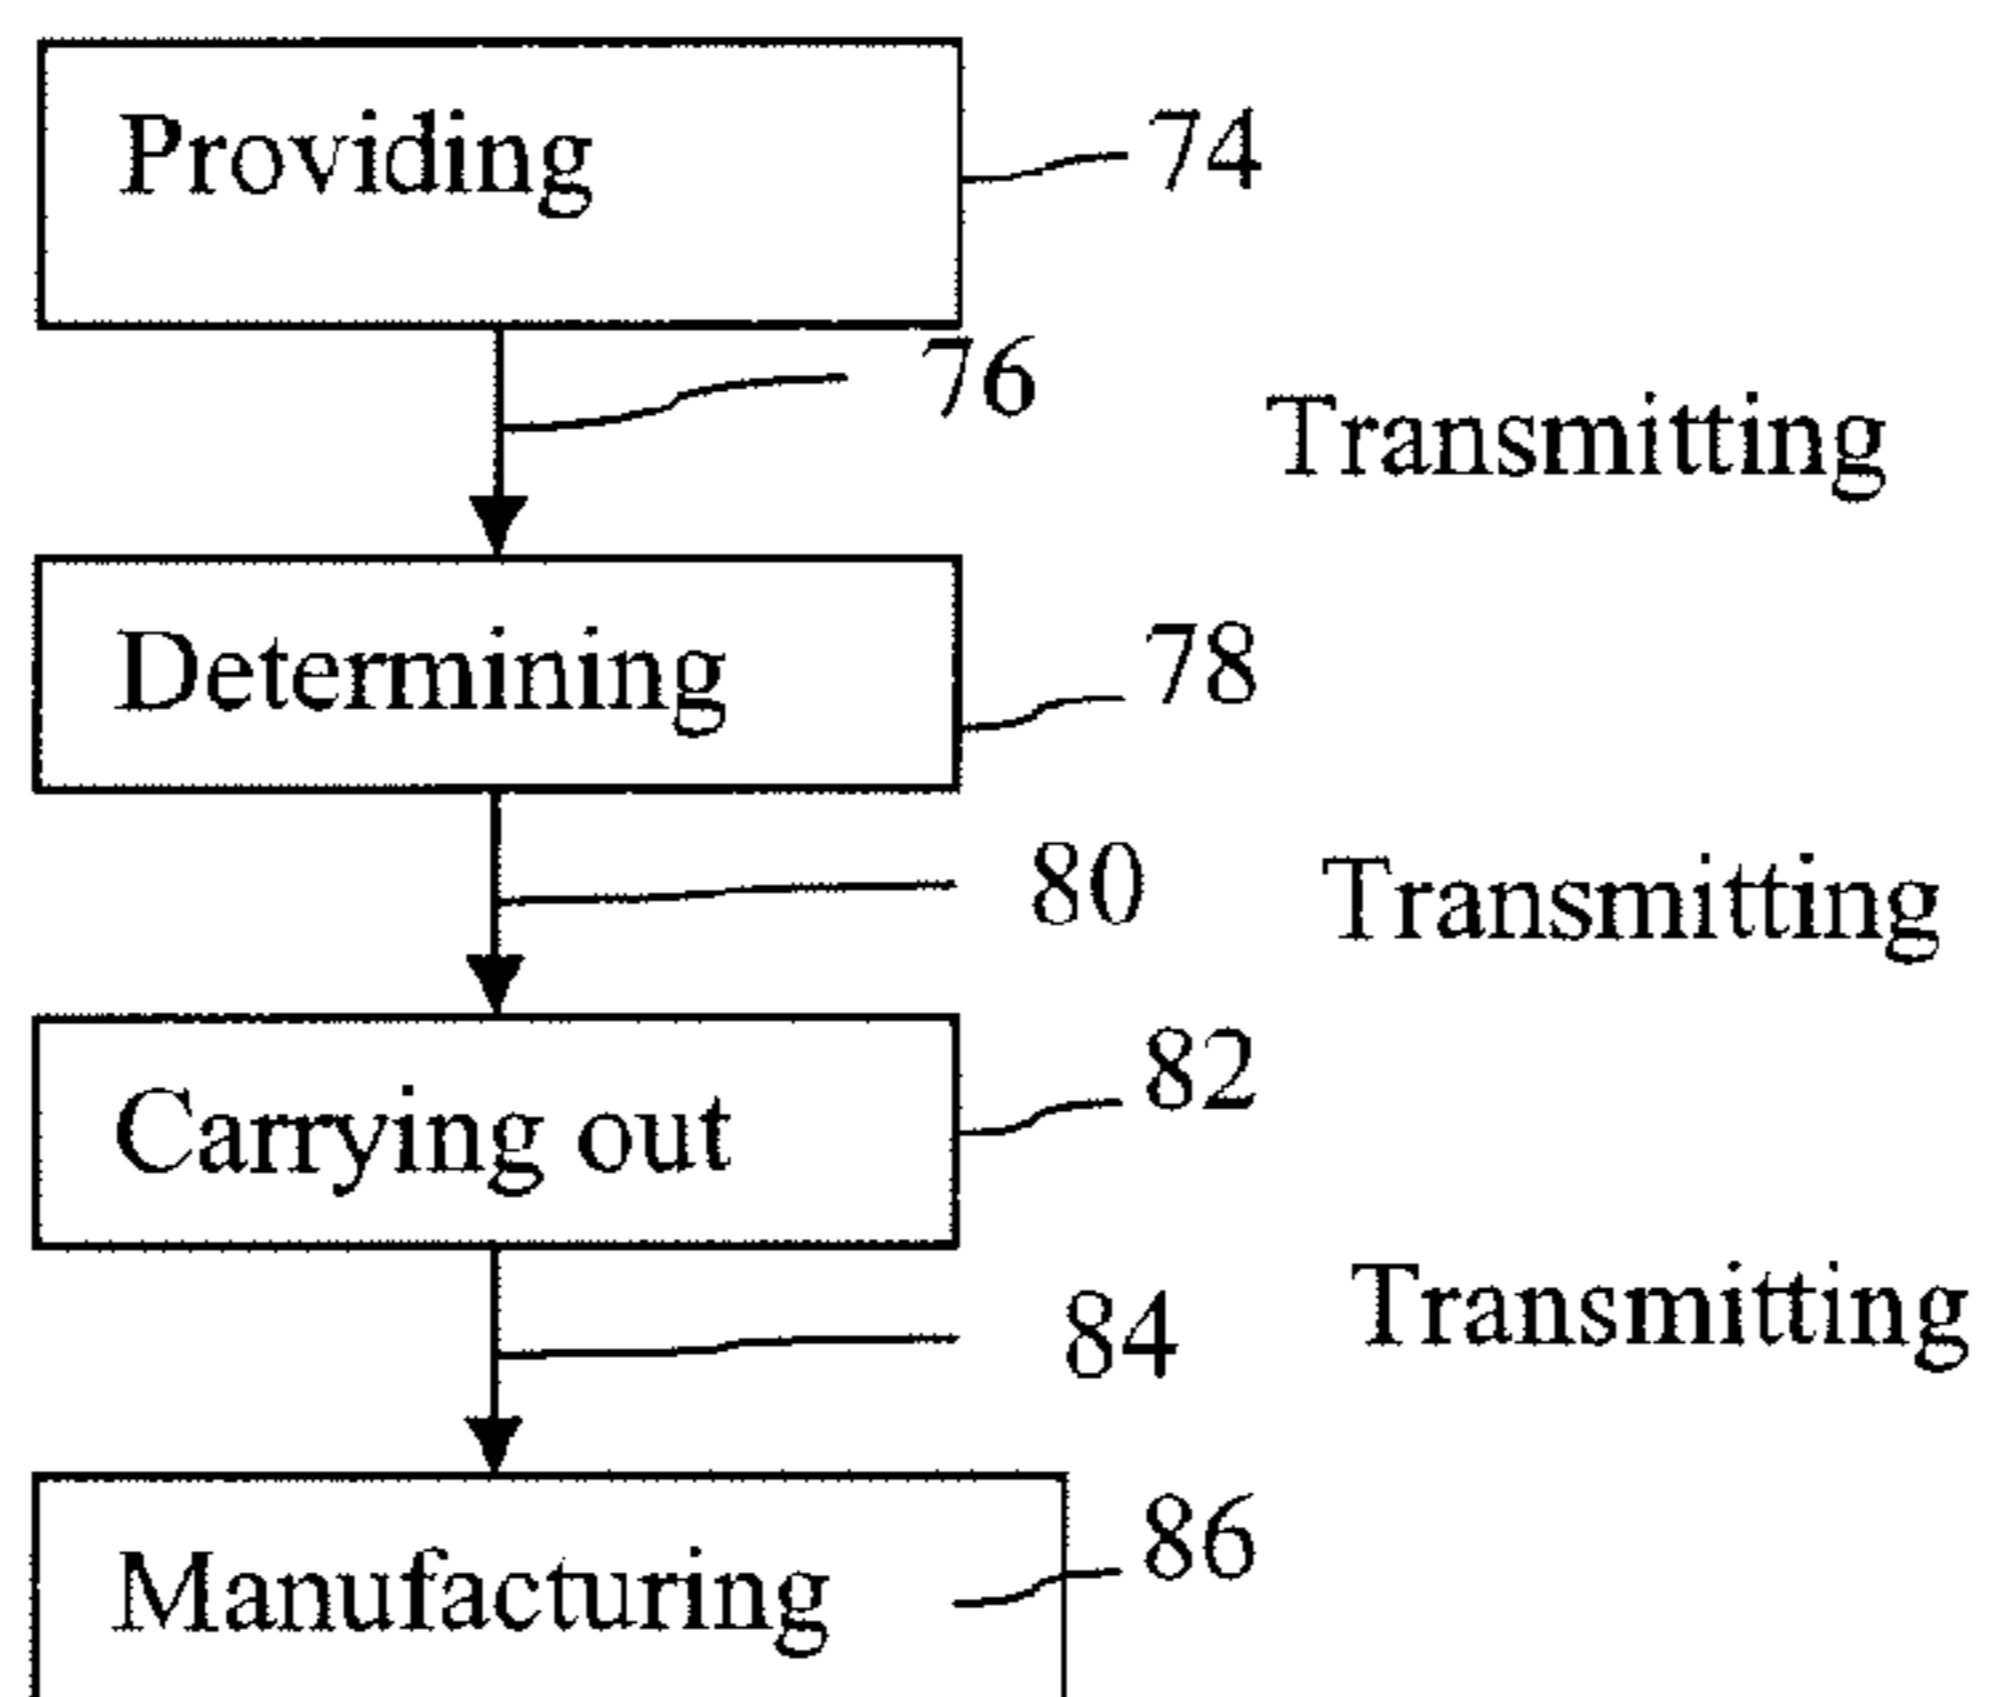 Providing
74
76
Transmitting
Determining
78
80
Transmitting
Carrying out
82
84
Transmitting
Manufacturing
86